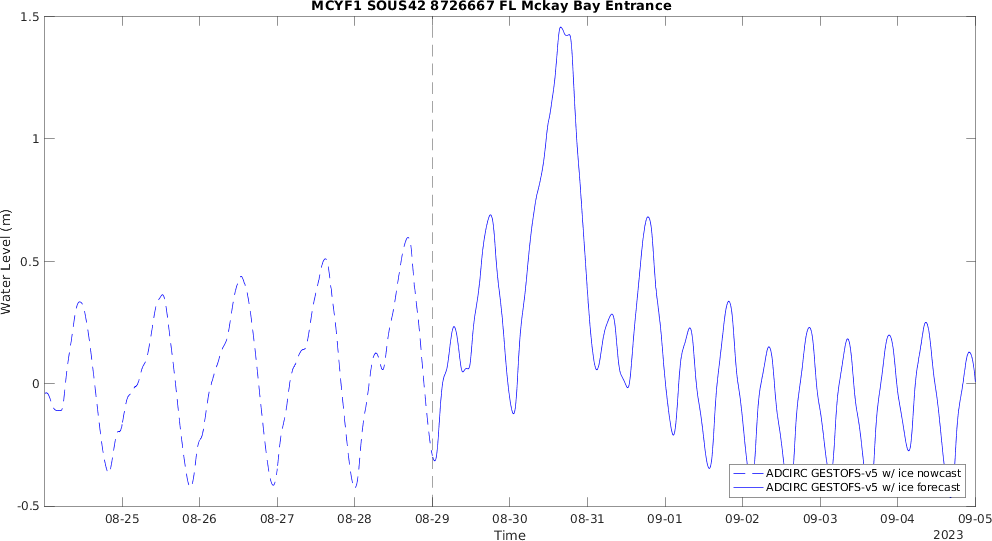 MCYF1 SOUS42 8726667 FL Mckay Bay Entrance
1.5
1
0.5
0
-0.5
Water Level (m)
ADCIRC GESTOFS-v5 w/ ice nowcast
ADCIRC GESTOFS-v5 w/ ice forecast
08-25 08-26 08-27 08-28 08-29 08-30 08-31 09-01 09-02 09-03 09-04 09-05
Time
2023